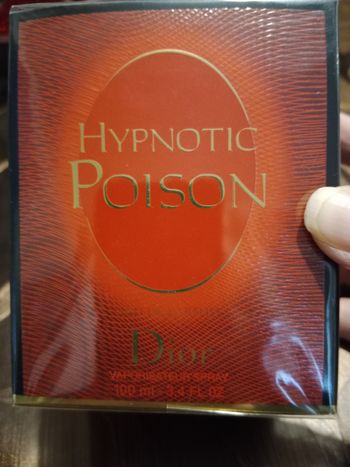 HYPNOTIC
POISON
Dior
VAPORISATEUR-SPRAY
100 ml 3.4 FL. OZ